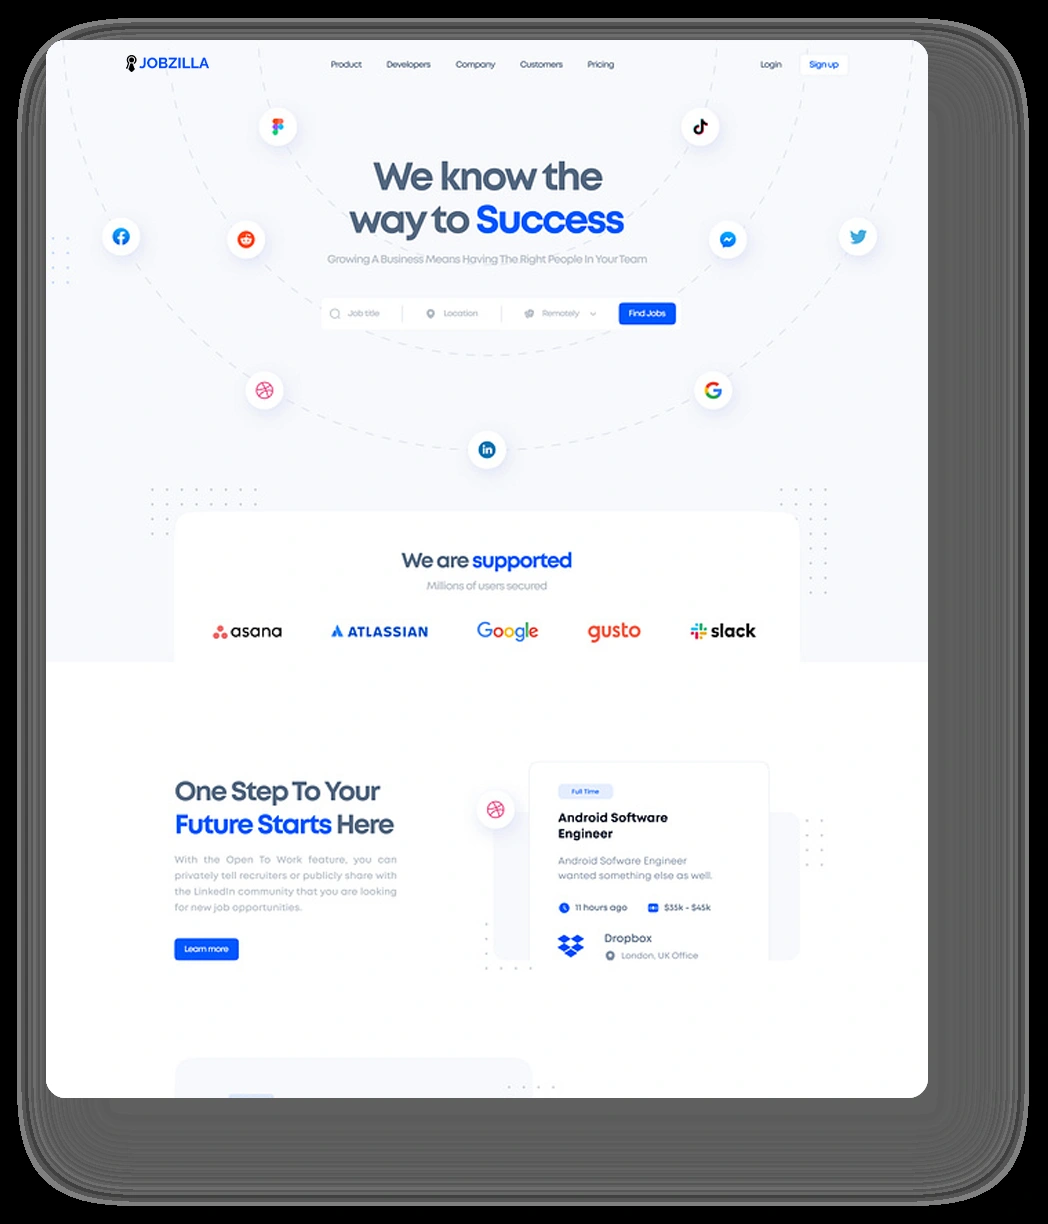 JOBZILLA
Product Developers Company Customers Pricing
Login Sign up
We know the
way to Success
Growing A Business Means Having The Right People In Your Team
Job title Location Remotely Find Jobs
in
We are supported
Millions of users secured
asana ATLASSIAN Google gusto slack
One Step To Your
Future Starts Here
With the Open To Work feature, you can
privately tell recruiters or publicly share with
the LinkedIn community that you are looking
for new job opportunities.
Learn more
Full Time
Android Software
Engineer
Android Sofware Engineer
wanted something else as well.
11 hours ago $35k - $45k
Dropbox
London, UK Office